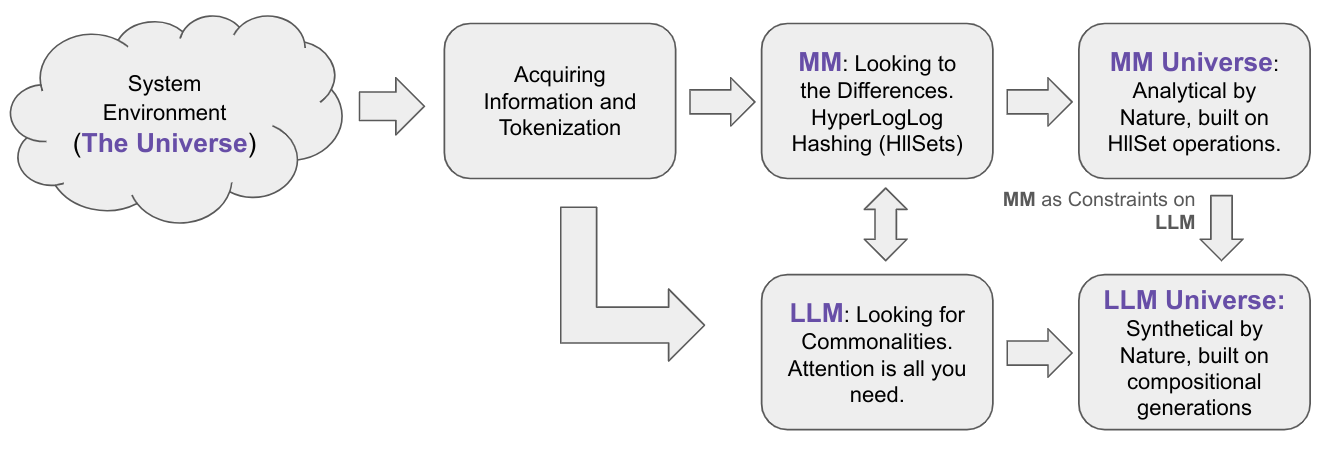 System
Environment
(The Universe)
Acquiring
Information and
Tokenization
MM: Looking to
the Differences.
HyperLogLog
Hashing (HllSets)
MM Universe:
Analytical by
Nature, built on
HllSet operations.
MM as Constraints on
LLM
LLM: Looking for
Commonalities.
Attention is all you
need.
LLM Universe:
Synthetical by
Nature, built on
compositional
generations